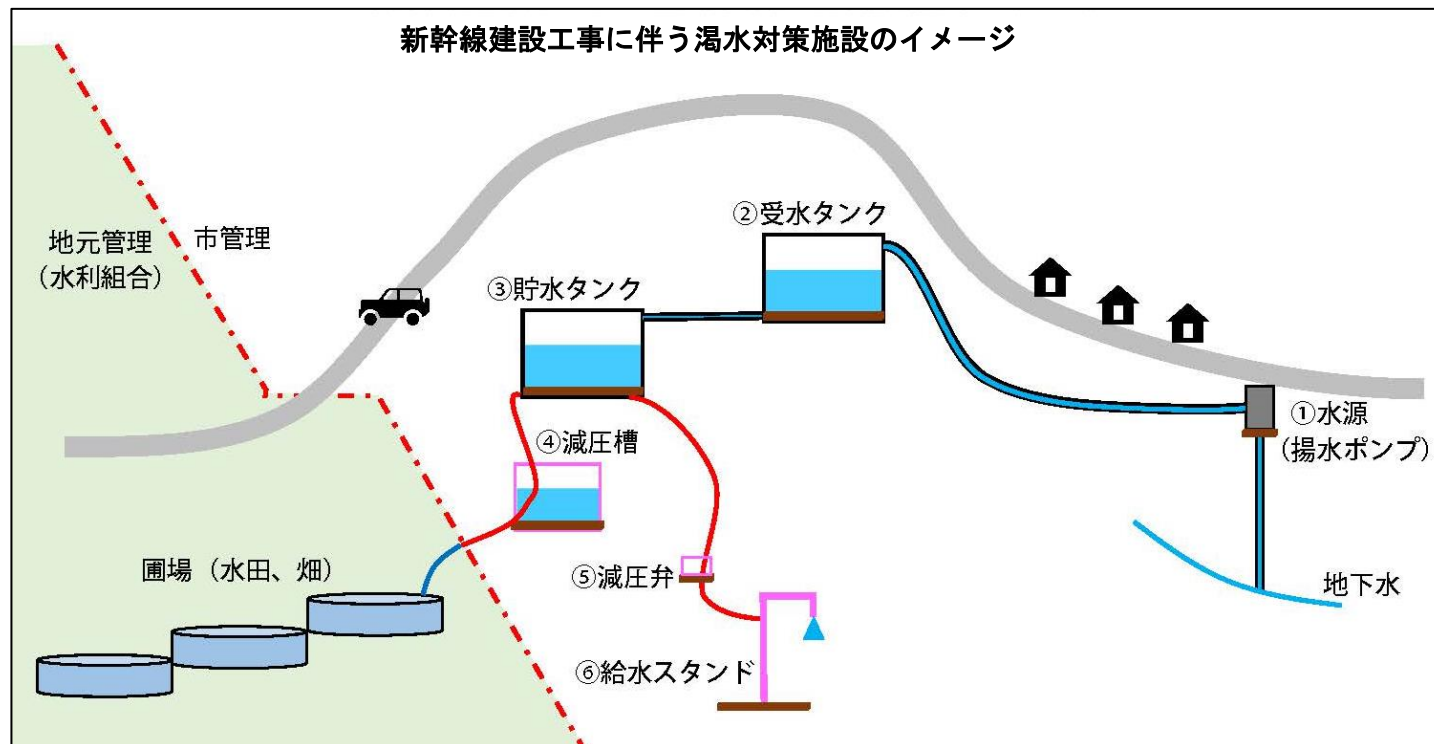 新幹線建設工事に伴う渇水対策施設のイメージ
地元管理
(水利組合)
市管理
②受水タンク
③貯水タンク
①水源
(揚水ポンプ)
④減圧槽
圃場(水田、畑)
⑤減圧弁
地下水
⑥給水スタンド